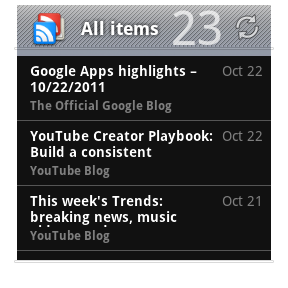 All items 23
Google Apps highlights – Oct 22
10/22/2011
The Official Google Blog
YouTube Creator Playbook: Oct 22
Build a consistent
YouTube Blog
This week's Trends: Oct 21
breaking news, music
YouTube Blog